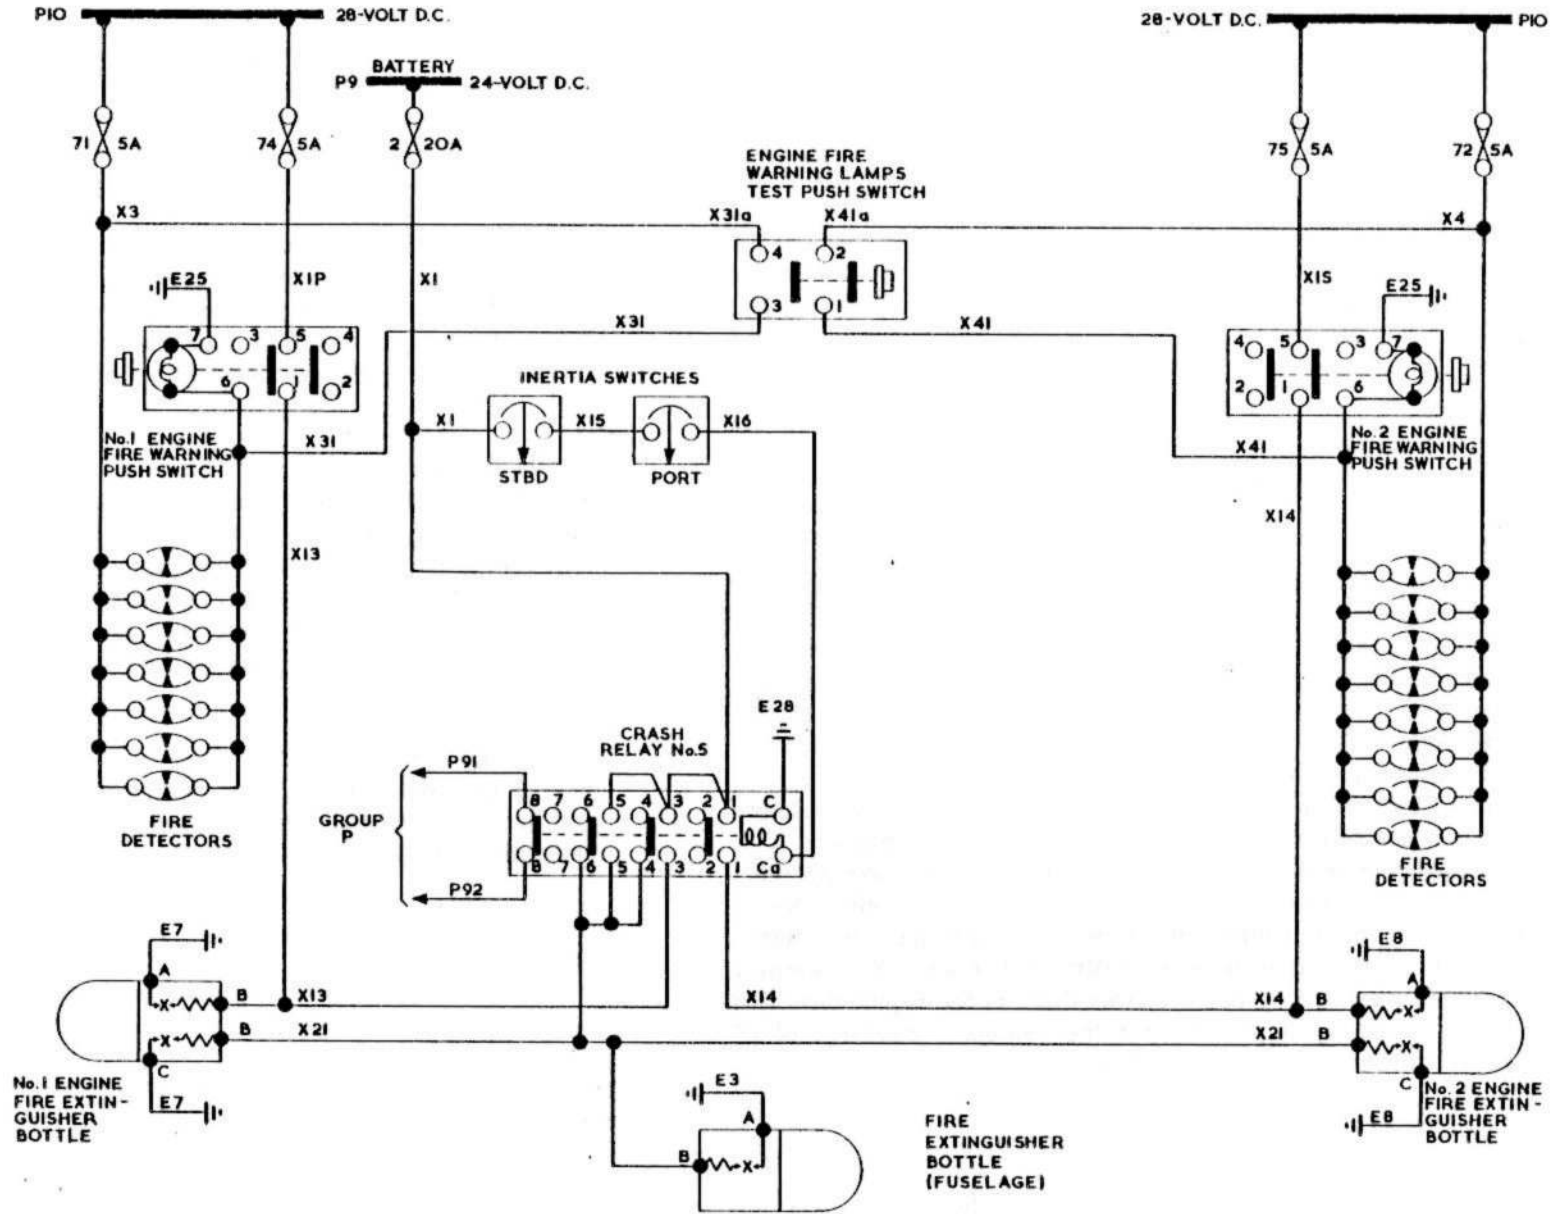 PIO 28-VOLT D.C. 28-VOLT D.C. PIO
BATTERY
P9 24-VOLT D.C.
71 5A 74 5A 2 20A 75 5A 72 5A
ENGINE FIRE
WARNING LAMPS
TEST PUSH SWITCH
X3 X31a X41a X4
4 2
3 1
E25 X1P X1 X1S E25
X31 X41
7 3 5 4
6 1 2
4 5 3 7
2 1 6
No.1 ENGINE
FIRE WARNING
PUSH SWITCH
X31
INERTIA SWITCHES
X1 X15 X16
STBD PORT
No.2 ENGINE
FIRE WARNING
PUSH SWITCH
X41
X13 X14
FIRE
DETECTORS
FIRE
DETECTORS
E28
CRASH
RELAY No.5
P91
GROUP
P
P92
8 7 6 5 4 3 2 1 C
8 7 6 5 4 3 2 1 Ca
E7 E8
A A
B X13 X14 X14 B
B X21 X21 B
C C
E7 E8
No.1 ENGINE
FIRE EXTIN-
GUISHER
BOTTLE
No.2 ENGINE
FIRE EXTIN-
GUISHER
BOTTLE
E3
A
B
FIRE
EXTINGUISHER
BOTTLE
(FUSELAGE)